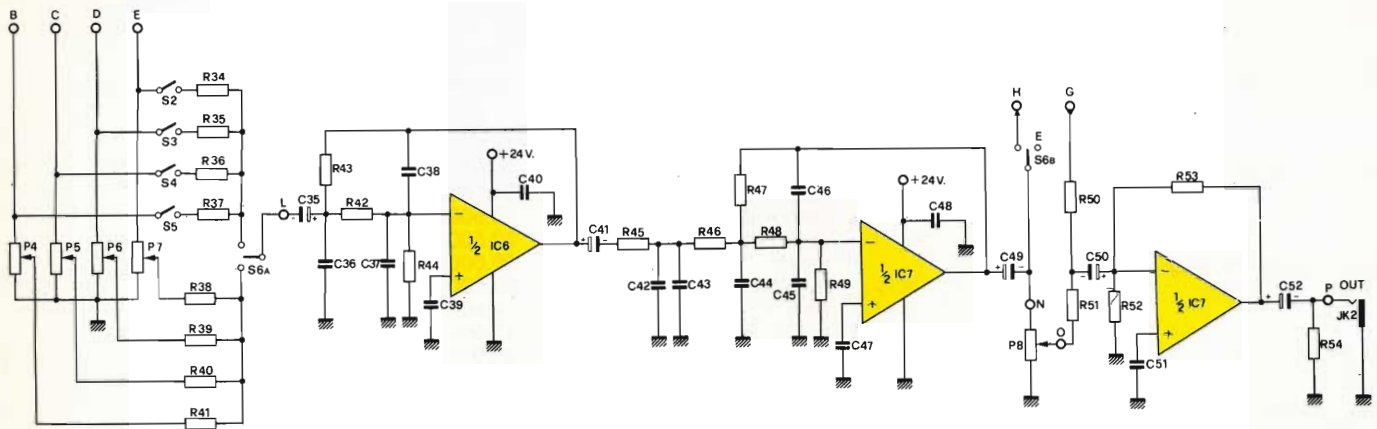 B C D E
S2 R34
S3 R35
S4 R36
S5 R37
P4 P5 P6 P7
S6A
R38
R39
R40
R41
L C35
R43
R42
C38
C36
C37
R44
+24V.
C40
½ IC6
C39
C41
R45
C42
C43
R46
R47
C46
R48
C44
C45
R49
+24V.
C48
½ IC7
C47
C49
H
E
S6B
G
R50
N
P8
O
C50
R51
R52
R53
½ IC7
C51
C52
P OUT
JK2
R54
- + - + - + + + - + - - + + -